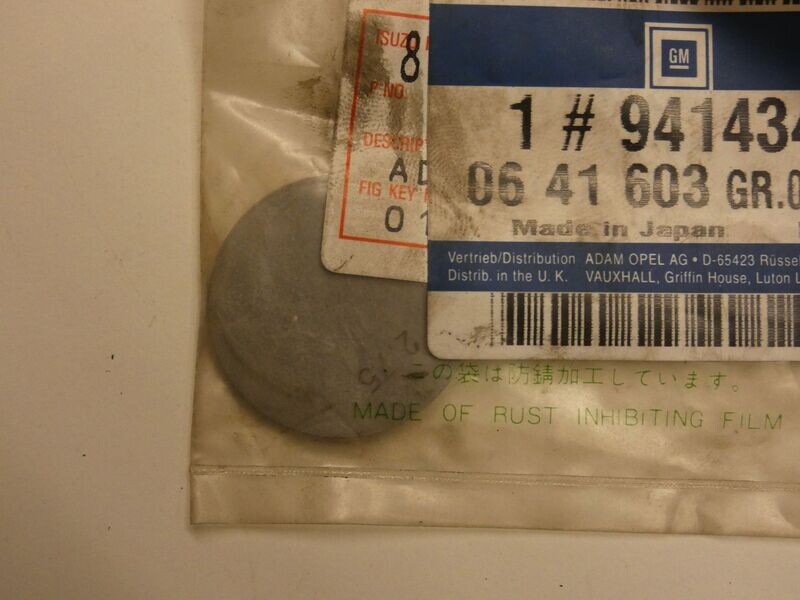 ISUZU
8
P NO.
DESCRIP
AD
FIG KEY
01
GM
1 # 941434
06 41 603 GR.0
Made in Japan
Vertrieb/Distribution ADAM OPEL AG • D-65423 Rüssel
Distrib. in the U. K. VAUXHALL, Griffin House, Luton U
この袋は防錆加工しています。
MADE OF RUST INHIBITING FILM